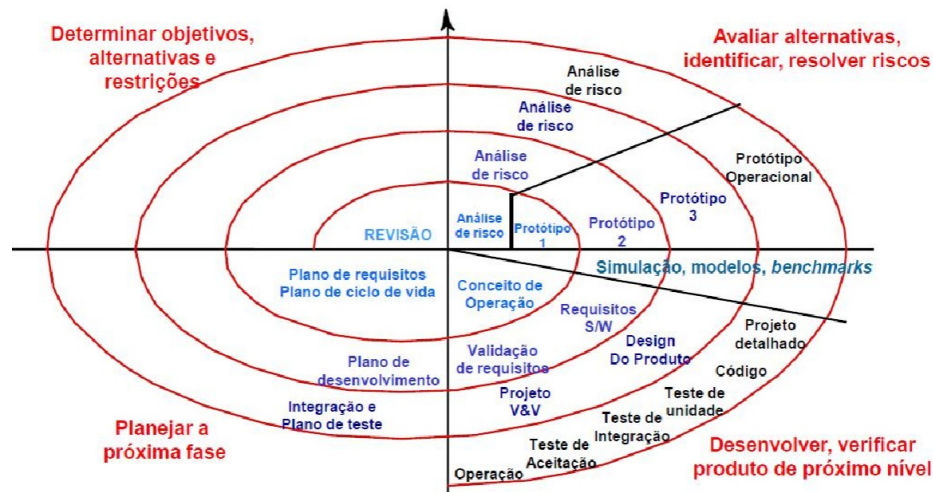 Determinar objetivos,
alternativas e
restrições
Avaliar alternativas,
identificar, resolver riscos
Análise
de risco
Análise
de risco
Análise
de risco
Análise
de risco
REVISÃO
Protótipo
1
Protótipo
2
Protótipo
3
Protótipo
Operacional
Simulação, modelos, benchmarks
Plano de requisitos
Plano de ciclo de vida
Conceito de
Operação
Requisitos
S/W
Projeto
detalhado
Design
Do Produto
Validação
de requisitos
Plano de
desenvolvimento
Código
Teste de
unidade
Projeto
V&V
Integração e
Plano de teste
Teste de
Integração
Teste de
Aceitação
Operação
Planejar a
próxima fase
Desenvolver, verificar
produto de próximo nível